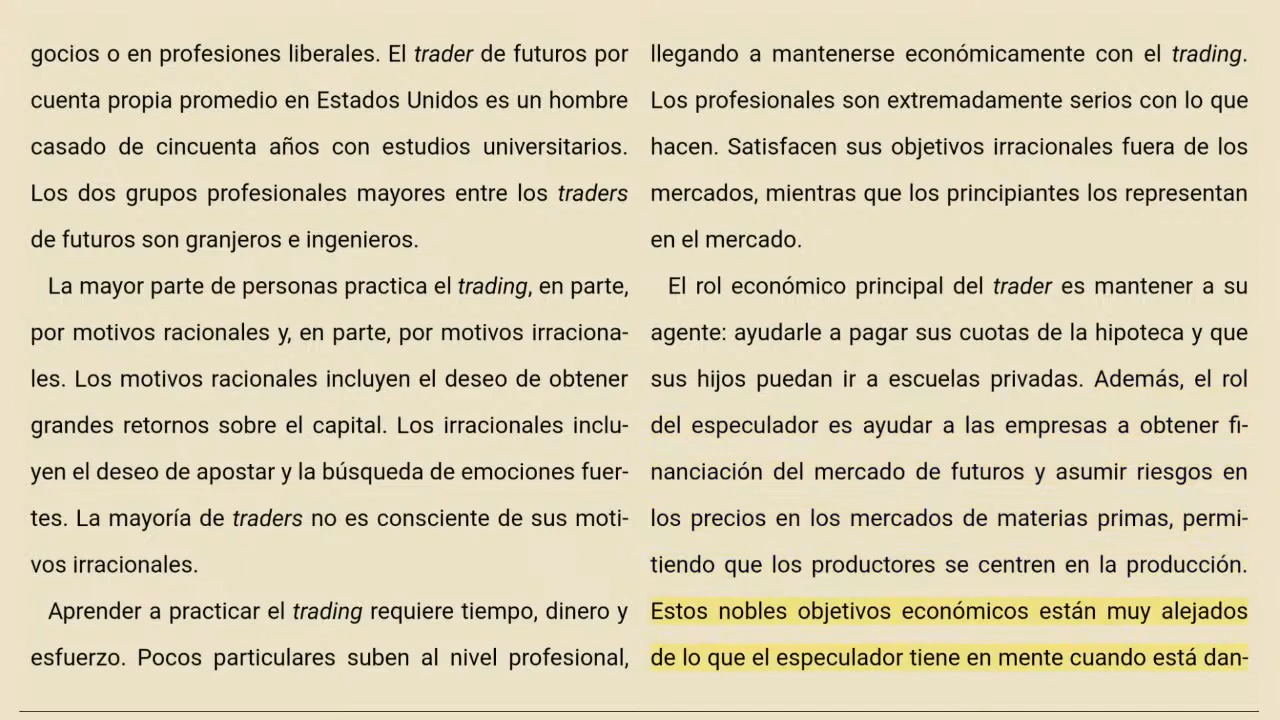 gocios o en profesiones liberales. El trader de futuros por
cuenta propia promedio en Estados Unidos es un hombre
casado de cincuenta años con estudios universitarios.
Los dos grupos profesionales mayores entre los traders
de futuros son granjeros e ingenieros.
La mayor parte de personas practica el trading, en parte,
por motivos racionales y, en parte, por motivos irraciona-
les. Los motivos racionales incluyen el deseo de obtener
grandes retornos sobre el capital. Los irracionales inclu-
yen el deseo de apostar y la búsqueda de emociones fuer-
tes. La mayoría de traders no es consciente de sus moti-
vos irracionales.
Aprender a practicar el trading requiere tiempo, dinero y
esfuerzo. Pocos particulares suben al nivel profesional,
llegando a mantenerse económicamente con el trading.
Los profesionales son extremadamente serios con lo que
hacen. Satisfacen sus objetivos irracionales fuera de los
mercados, mientras que los principiantes los representan
en el mercado.
El rol económico principal del trader es mantener a su
agente: ayudarle a pagar sus cuotas de la hipoteca y que
sus hijos puedan ir a escuelas privadas. Además, el rol
del especulador es ayudar a las empresas a obtener fi-
nanciación del mercado de futuros y asumir riesgos en
los precios en los mercados de materias primas, permi-
tiendo que los productores se centren en la producción.
Estos nobles objetivos económicos están muy alejados
de lo que el especulador tiene en mente cuando está dan-